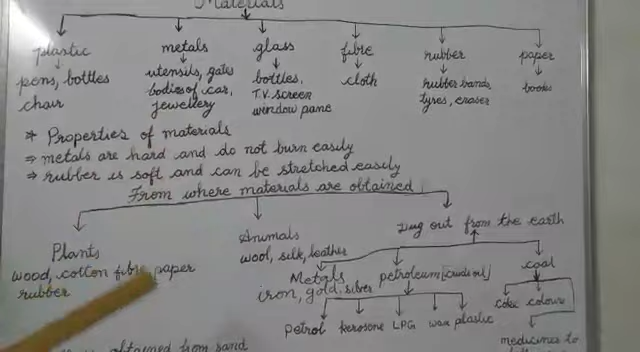 Materials
plastic metals glass fibre rubber paper
pens, bottles utensils, gates bottles, cloth rubber bands, books
chair bodies of car, T.V. screen tyres, eraser
jewellery window pane
* Properties of materials
⇒ metals are hard and do not burn easily
⇒ rubber is soft and can be stretched easily
From where materials are obtained
Plants Animals Dug out from the earth
wood, cotton fibre, paper wool, silk, leather
rubber Metals petroleum (crude oil) coal
iron, gold, silver coke colours
petrol kerosene LPG wax plastic
medicines to
obtained from sand